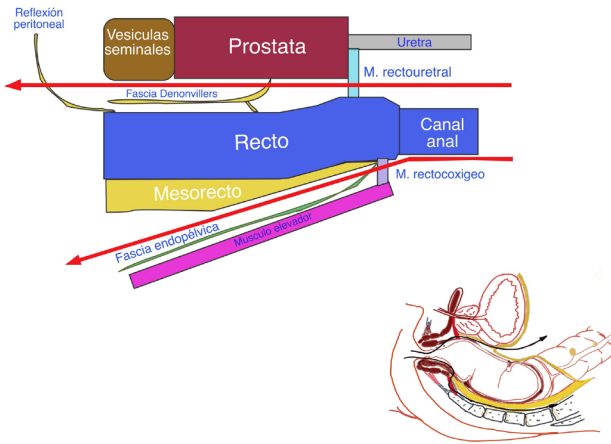 Reflexión
peritoneal
Vesiculas
seminales
Prostata
Uretra
M. rectouretral
Fascia Denonvillers
Recto
Canal
anal
Mesorecto
M. rectocoxigeo
Fascia endopélvica
Musculo elevador